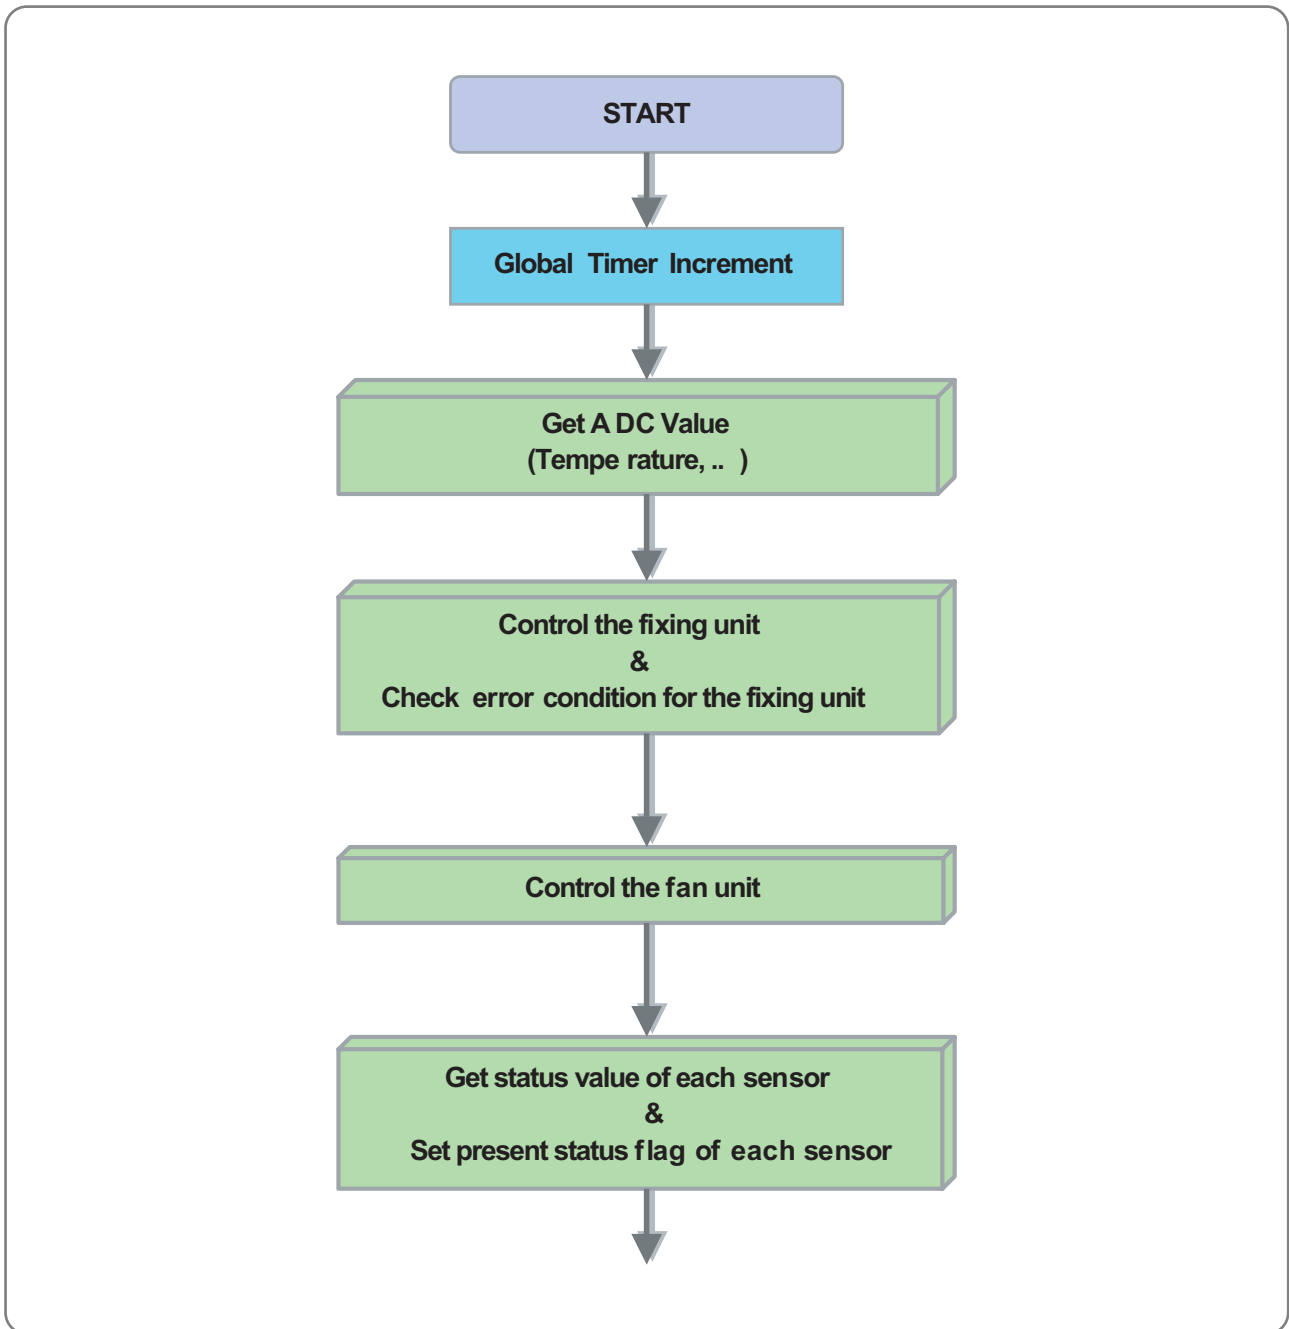 START
Global Timer Increment
Get A DC Value
(Tempe rature, .. )
Control the fixing unit
&
Check error condition for the fixing unit
Control the fan unit
Get status value of each sensor
&
Set present status flag of each sensor